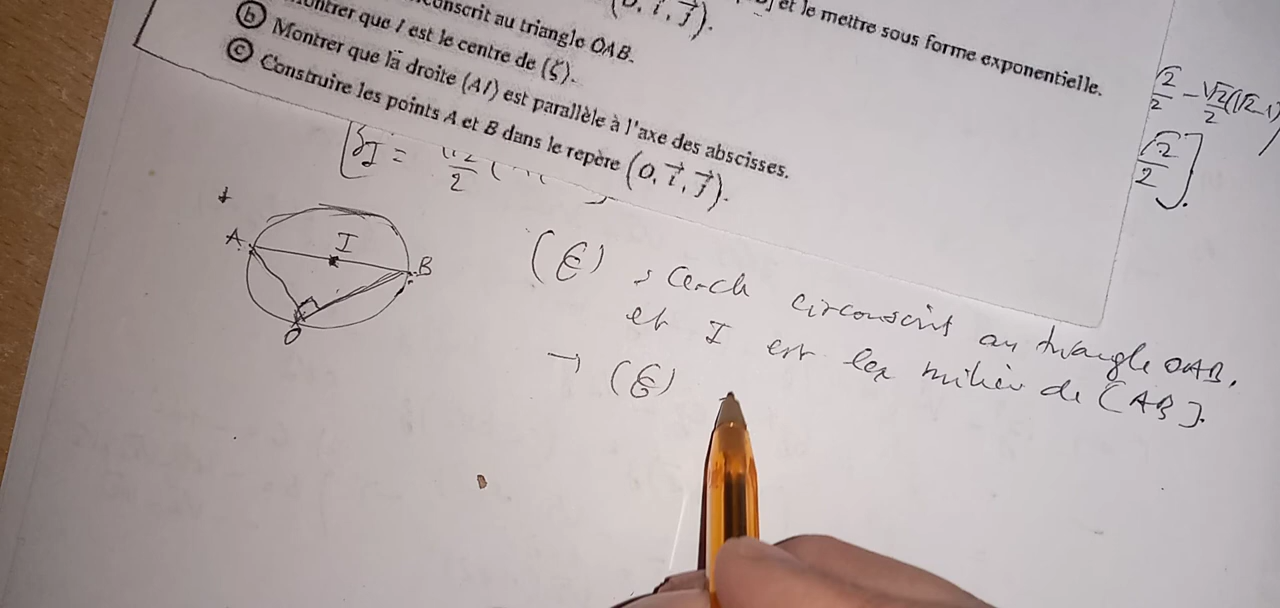 et le mettre sous forme exponentielle.
(O, i, j).
conscrit au triangle OAB.
ontrer que I est le centre de (ζ).
b Montrer que la droite (AI) est parallèle à l'axe des abscisses.
c Construire les points A et B dans le repère (O, i, j).
√2/2 - √2/2(√2-1)
√2/2].
A
I
B
O
(C) : cercle circonscrit au triangle OAB.
et I est le milieu de [AB].
→ (C)